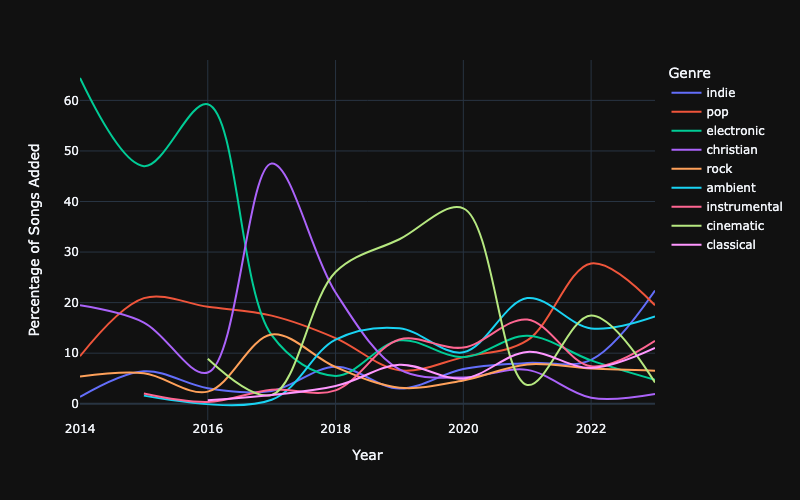 Genre
indie
pop
electronic
christian
rock
ambient
instrumental
cinematic
classical
Percentage of Songs Added
60
50
40
30
20
10
0
2014 2016 2018 2020 2022
Year